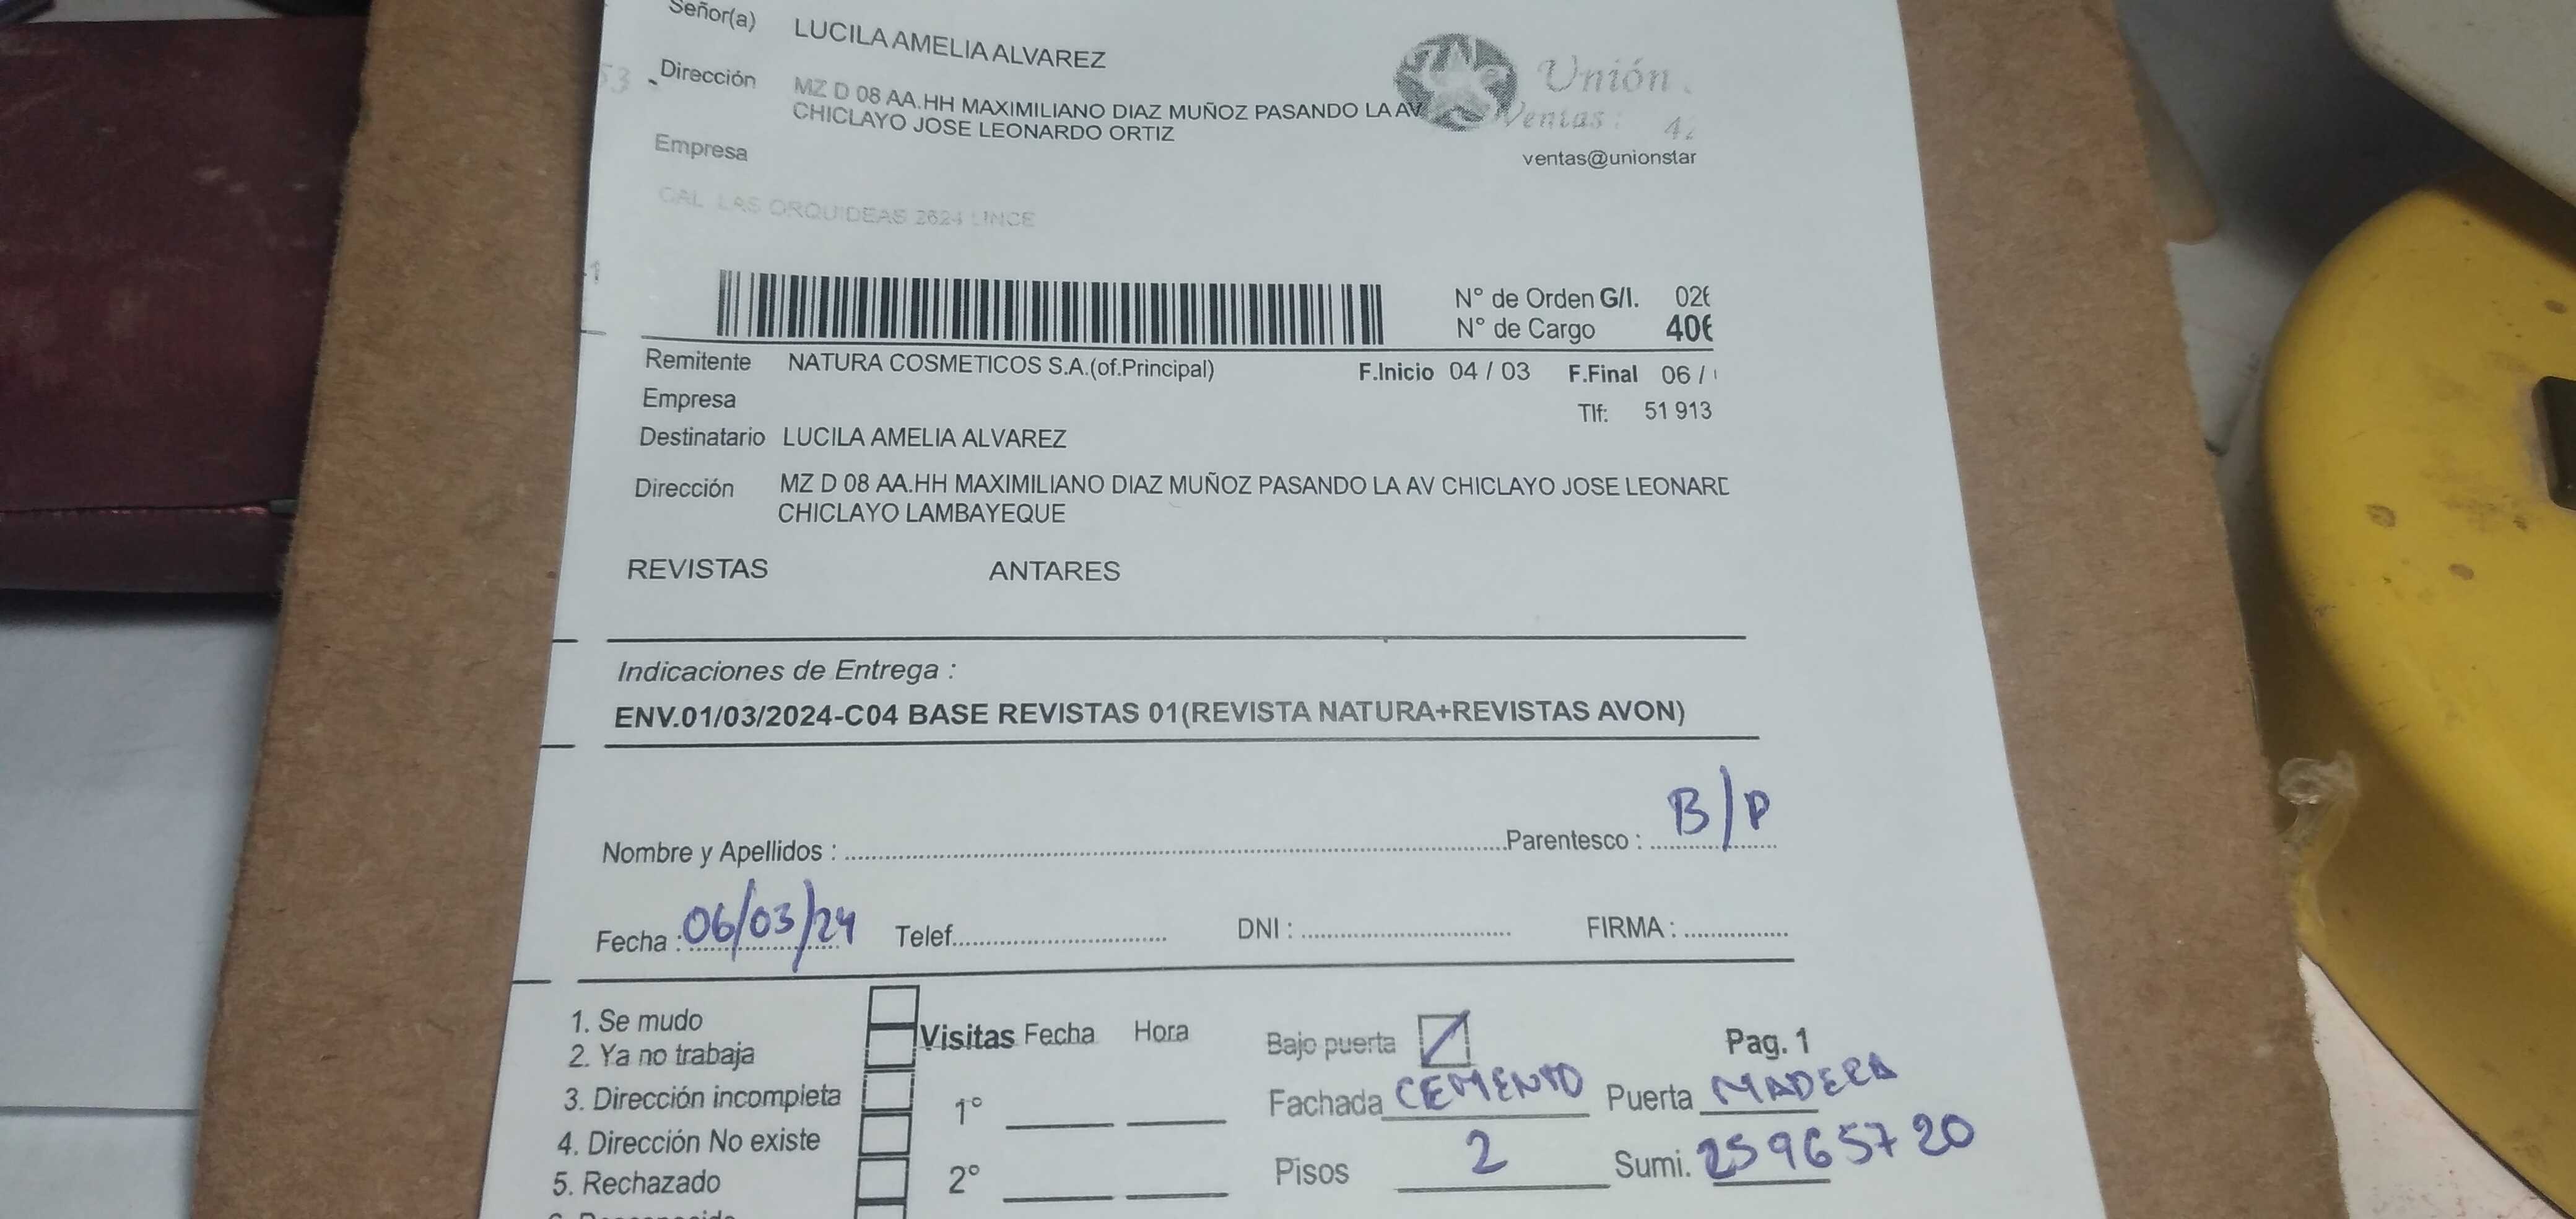 Señor(a) LUCILA AMELIA ALVAREZ
Dirección MZ D 08 AA.HH MAXIMILIANO DIAZ MUÑOZ PASANDO LA AV
CHICLAYO JOSE LEONARDO ORTIZ
Unión
Ventas: 42
ventas@unionstar
Empresa
CAL LAS ORQUIDEAS 2624 LINCE
N° de Orden G/I. 026
N° de Cargo 406
Remitente NATURA COSMETICOS S.A.(of.Principal) F.Inicio 04 / 03 F.Final 06 /
Empresa Tlf: 51 913
Destinatario LUCILA AMELIA ALVAREZ
Dirección MZ D 08 AA.HH MAXIMILIANO DIAZ MUÑOZ PASANDO LA AV CHICLAYO JOSE LEONARD
CHICLAYO LAMBAYEQUE
REVISTAS ANTARES
Indicaciones de Entrega :
ENV.01/03/2024-C04 BASE REVISTAS 01(REVISTA NATURA+REVISTAS AVON)
Nombre y Apellidos : Parentesco : B/P
Fecha : 06/03/24 Telef. DNI : FIRMA :
1. Se mudo
2. Ya no trabaja
3. Dirección incompleta
4. Dirección No existe
5. Rechazado
Visitas Fecha Hora
1°
2°
Bajo puerta Pag. 1
Fachada CEMENTO Puerta MADERA
Pisos 2 Sumi. 25965720